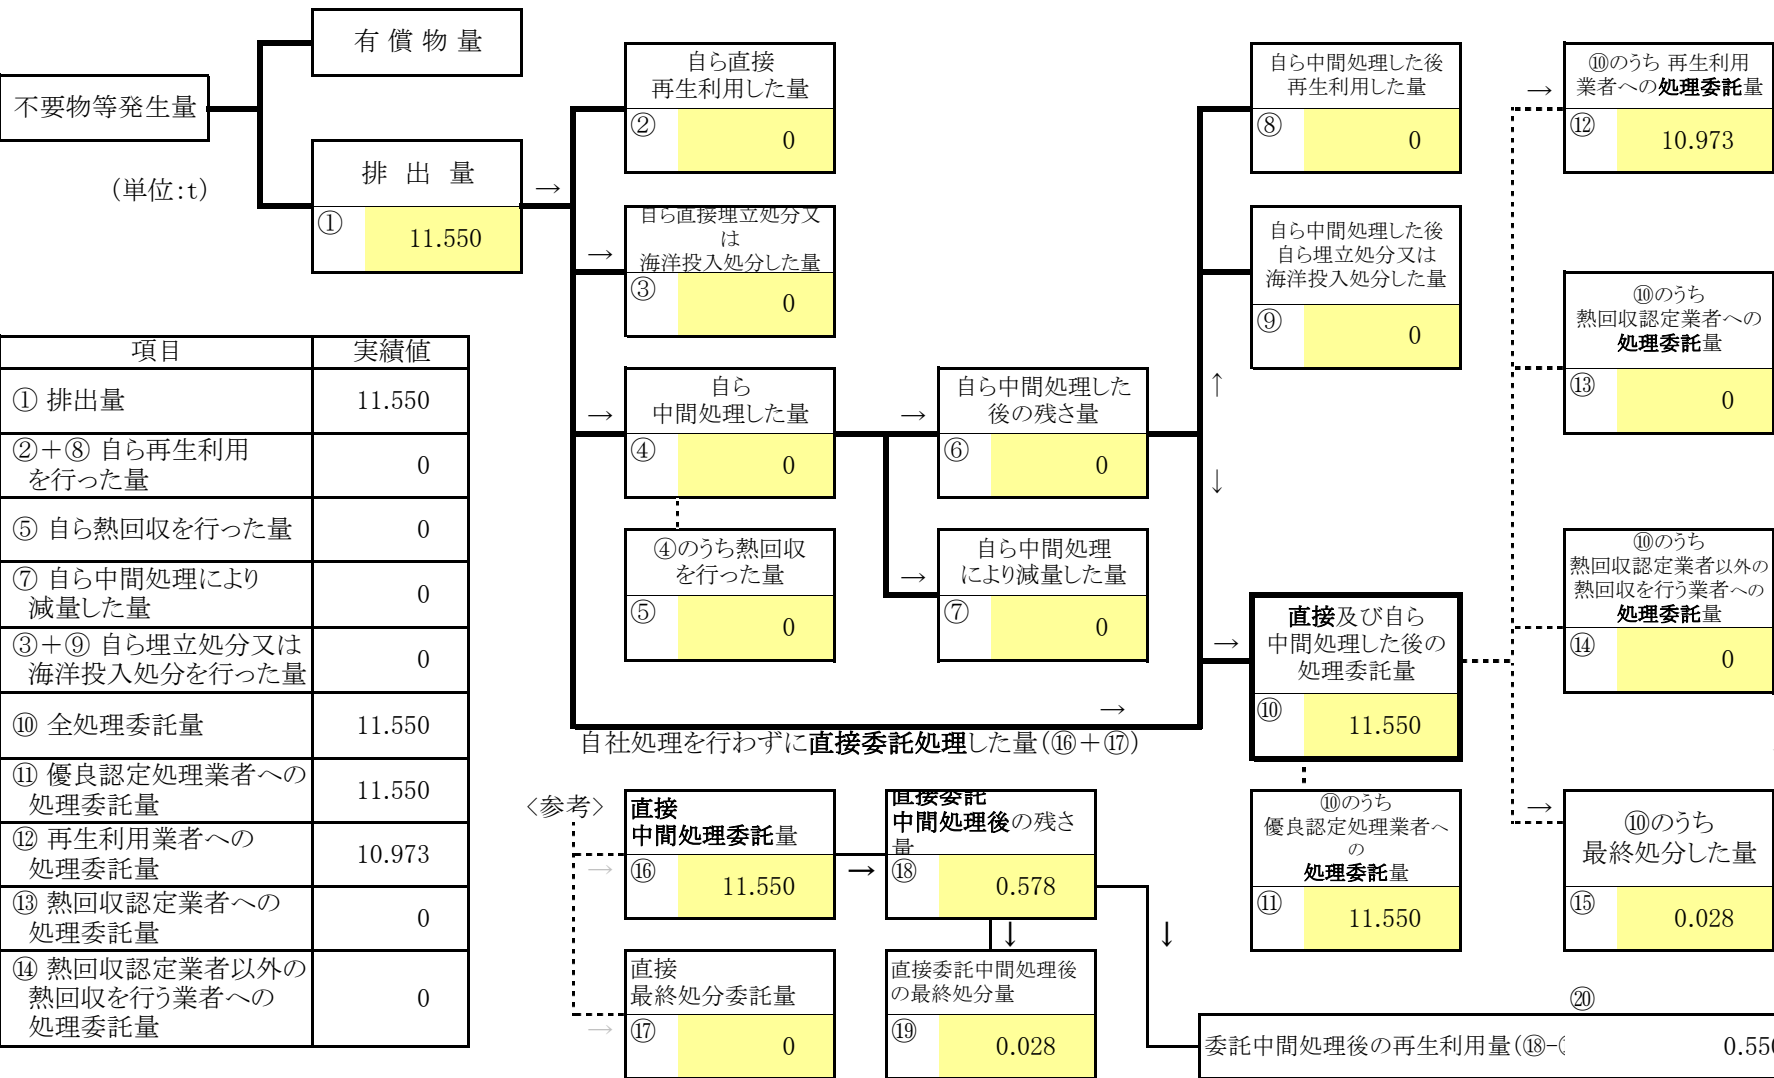 有 償 物 量
不要物等発生量
(単位:t)
排 出 量
→
① 11.550
自ら直接
再生利用した量
② 0
自ら直接埋立処分又
は
海洋投入処分した量
→
③ 0
自ら
中間処理した量
→
④ 0
④のうち熱回収
を行った量
⑤ 0
自ら中間処理した
後の残さ量
→
⑥ 0
自ら中間処理
により減量した量
→
⑦ 0
自ら中間処理した後
再生利用した量
⑧ 0
自ら中間処理した後
自ら埋立処分又は
海洋投入処分した量
⑨ 0
↑
↓
→
直接及び自ら
中間処理した後の
処理委託量
⑩ 11.550
→
自社処理を行わずに直接委託処理した量(⑯+⑰)
⑩のうち
優良認定処理業者へ
の
処理委託量
⑪ 11.550
→
⑩のうち 再生利用
業者への処理委託量
⑫ 10.973
⑩のうち
熱回収認定業者への
処理委託量
⑬ 0
⑩のうち
熱回収認定業者以外の
熱回収を行う業者への
処理委託量
⑭ 0
→
⑩のうち
最終処分した量
⑮ 0.028
項目 実績値
① 排出量 11.550
②+⑧ 自ら再生利用
を行った量 0
⑤ 自ら熱回収を行った量 0
⑦ 自ら中間処理により
減量した量 0
③+⑨ 自ら埋立処分又は
海洋投入処分を行った量 0
⑩ 全処理委託量 11.550
⑪ 優良認定処理業者への
処理委託量 11.550
⑫ 再生利用業者への
処理委託量 10.973
⑬ 熱回収認定業者への
処理委託量 0
⑭ 熱回収認定業者以外の
熱回収を行う業者への
処理委託量 0
<参考>
直接
中間処理委託量
→
⑯ 11.550
→
直接委託
中間処理後の残さ
量
⑱ 0.578
↓
↓
直接
最終処分委託量
→
⑰ 0
直接委託中間処理後
の最終処分量
⑲ 0.028
⑳
委託中間処理後の再生利用量(⑱- 0.550